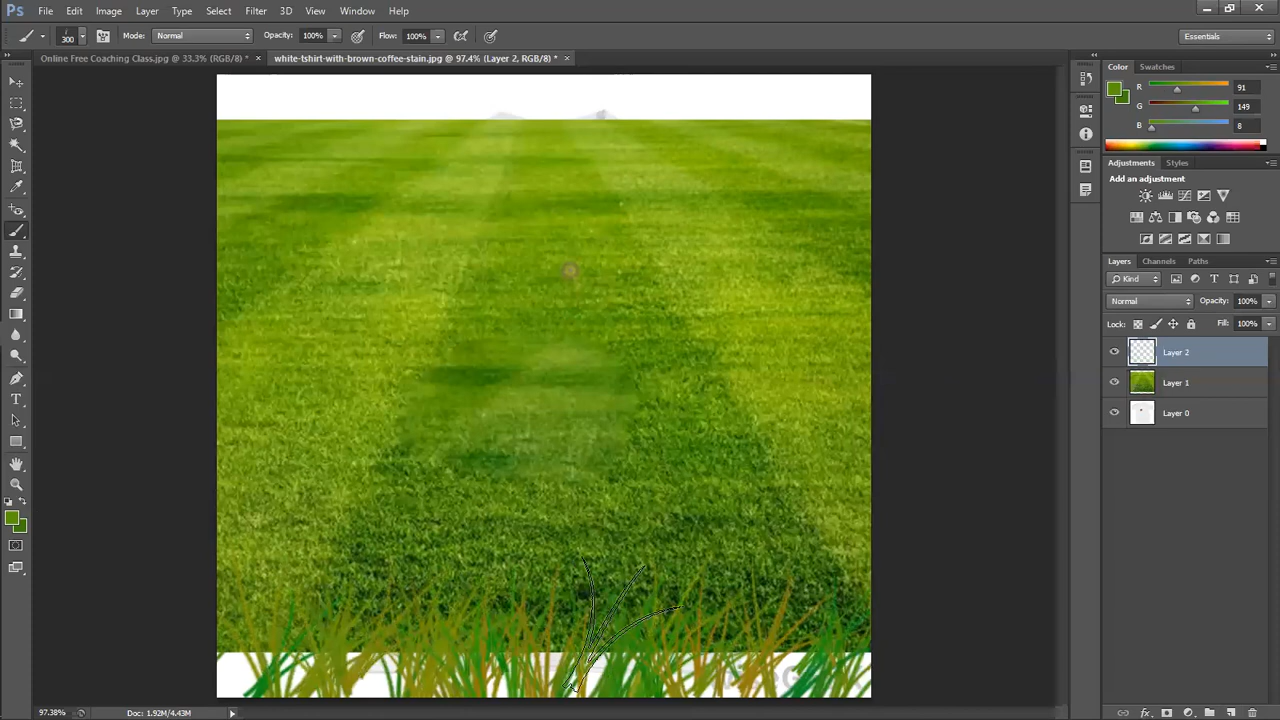 Ps File Edit Image Layer Type Select Filter 3D View Window Help
300 Mode: Normal Opacity: 100% Flow: 100% Essentials
Online Free Coaching Class.jpg @ 33.3% (RGB/8) * × white-tshirt-with-brown-coffee-stain.jpg @ 97.4% (Layer 2, RGB/8) * ×
Color Swatches
R 91
G 149
B 8
Adjustments Styles
Add an adjustment
Layers Channels Paths
Kind
Normal Opacity: 100%
Lock: Fill: 100%
Layer 2
Layer 1
Layer 0
97.38% Doc: 1.92M/4.43M